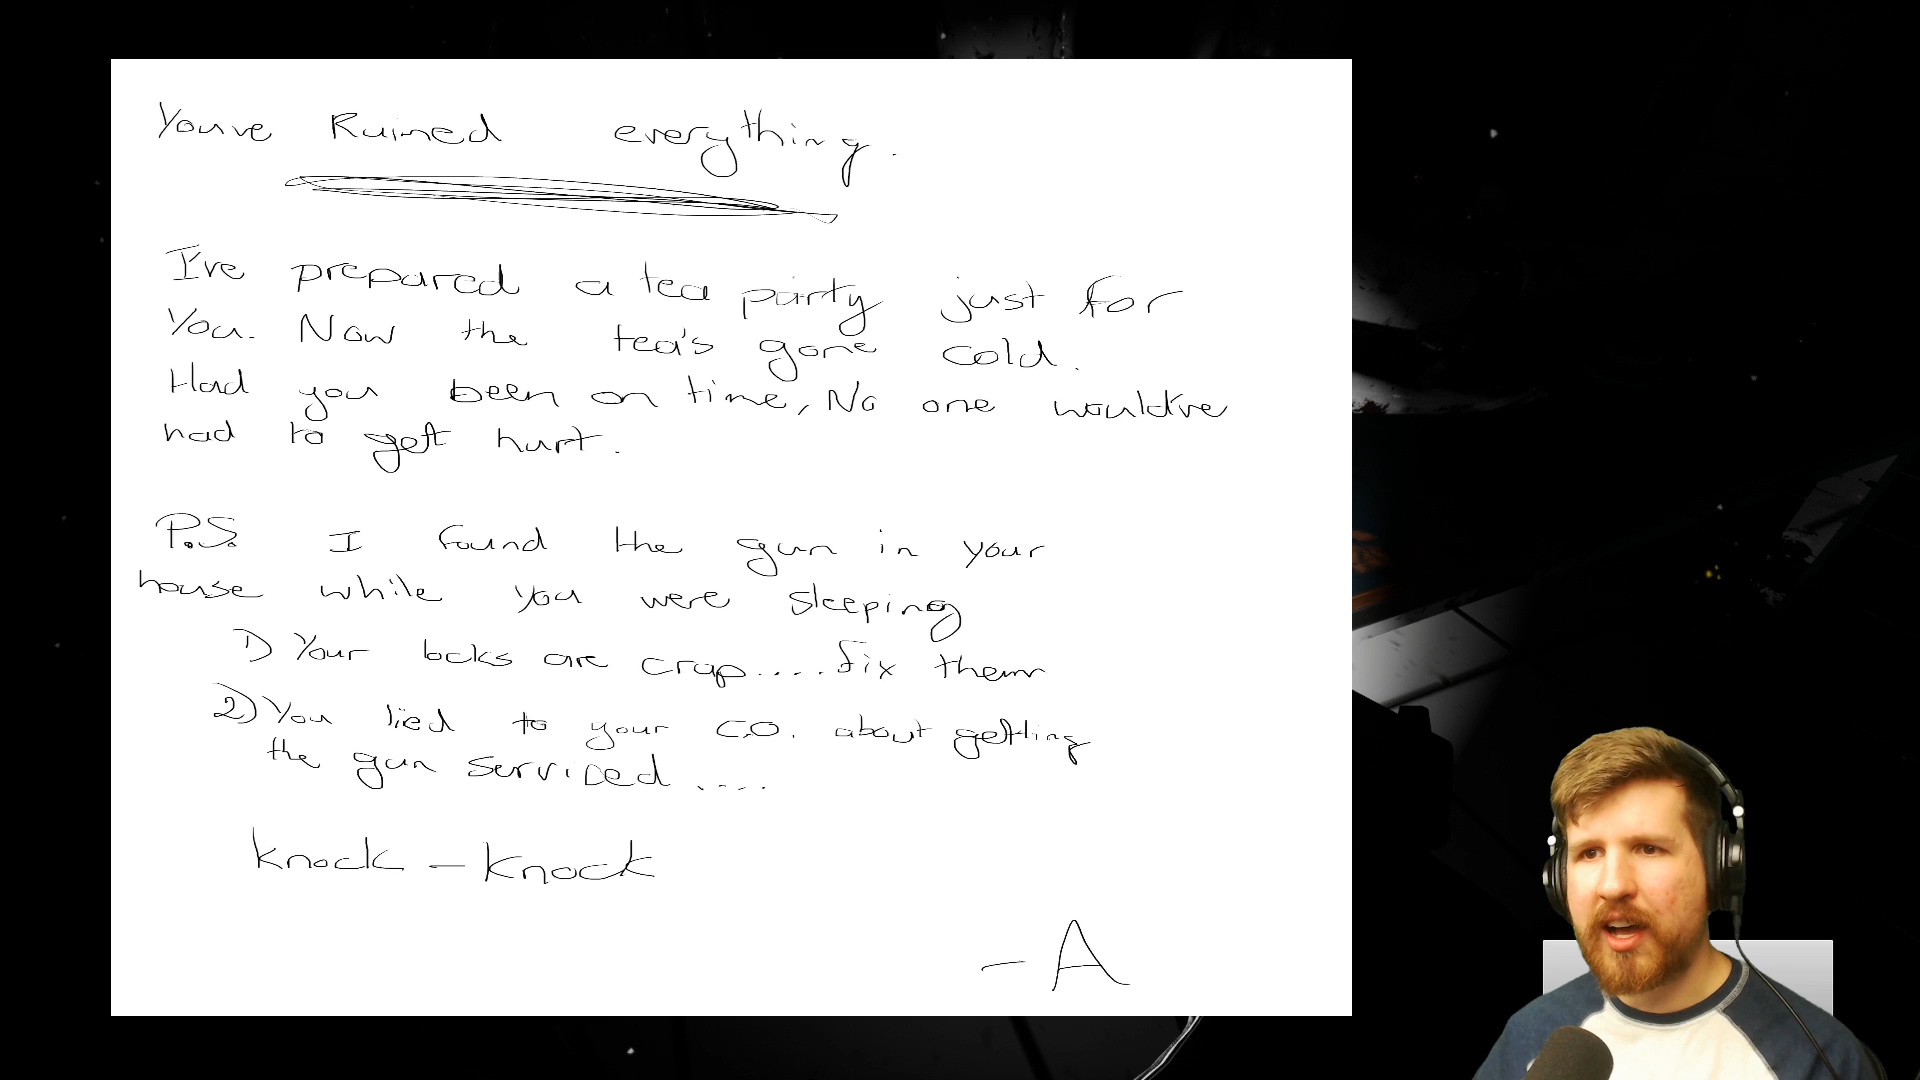 Youve Ruined everything.
I've prepared a tea party just for
You. Now the tea's gone cold.
Had you been on time, No one would've
had to get hurt.
P.S. I found the gun in your
house while you were sleeping
1) Your locks are crap.....fix them
2) You lied to your C.O. about getting
the gun serviced ....
knock - knock
- A